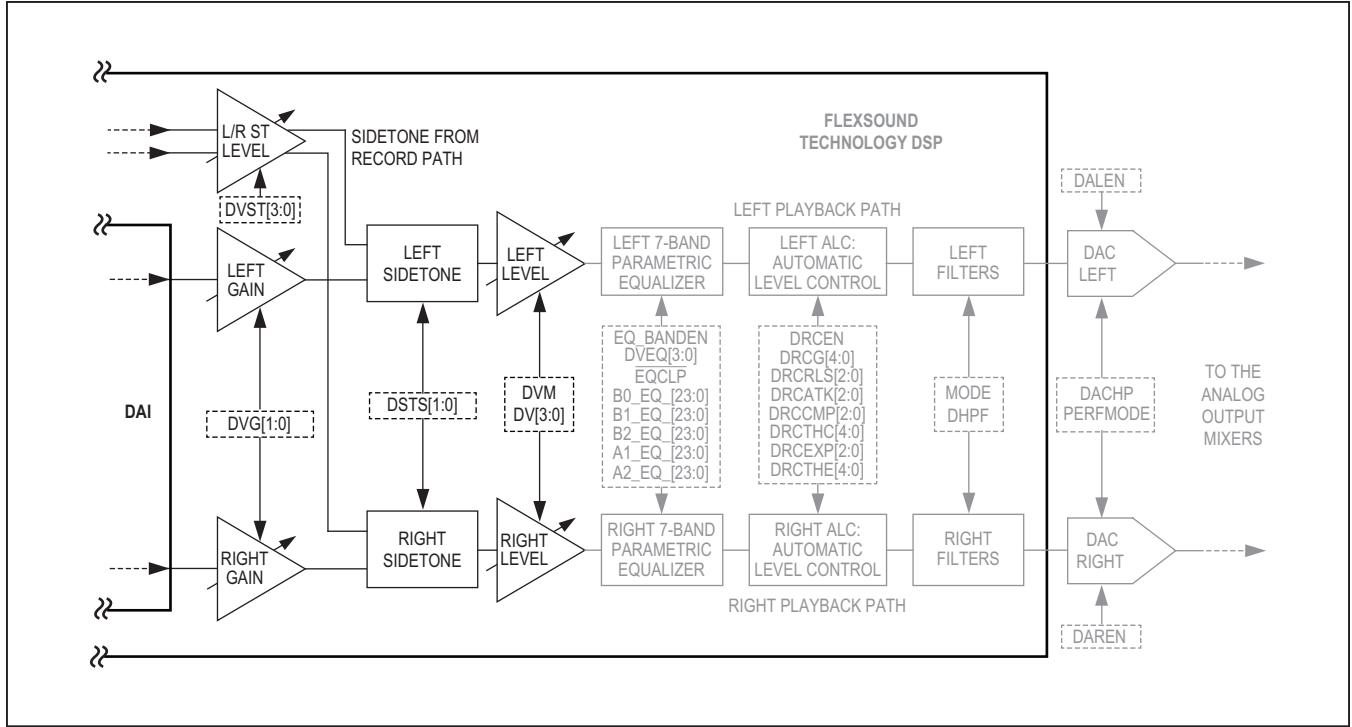 L/R ST
LEVEL
SIDETONE FROM
RECORD PATH
DVST[3:0]
FLEXSOUND
TECHNOLOGY DSP
DAI
LEFT
GAIN
DVG[1:0]
RIGHT
GAIN
LEFT
SIDETONE
DSTS[1:0]
RIGHT
SIDETONE
LEFT
LEVEL
DVM
DV[3:0]
RIGHT
LEVEL
LEFT PLAYBACK PATH
LEFT 7-BAND
PARAMETRIC
EQUALIZER
EQ_BANDEN
DVEQ[3:0]
EQCLP
B0_EQ_[23:0]
B1_EQ_[23:0]
B2_EQ_[23:0]
A1_EQ_[23:0]
A2_EQ_[23:0]
RIGHT 7-BAND
PARAMETRIC
EQUALIZER
LEFT ALC:
AUTOMATIC
LEVEL CONTROL
DRCEN
DRCG[4:0]
DRCRLS[2:0]
DRCATK[2:0]
DRCCMP[2:0]
DRCTHC[4:0]
DRCEXP[2:0]
DRCTHE[4:0]
RIGHT ALC:
AUTOMATIC
LEVEL CONTROL
RIGHT PLAYBACK PATH
LEFT
FILTERS
MODE
DHPF
RIGHT
FILTERS
DALEN
DAC
LEFT
DACHP
PERFMODE
DAC
RIGHT
DAREN
TO THE
ANALOG
OUTPUT
MIXERS